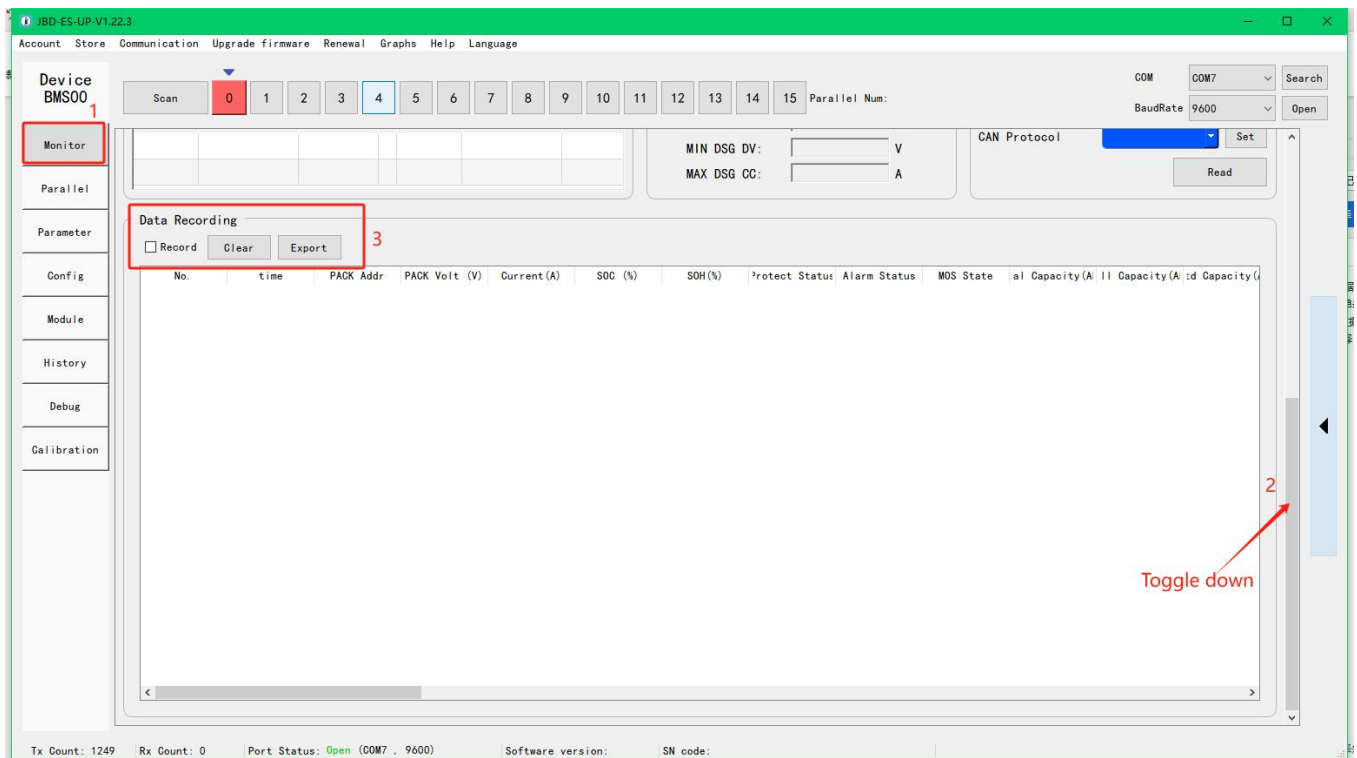 JBD-ES-UP-V1.22.3
Account Store Communication Upgrade firmware Renewal Graphs Help Language
Device
BMS00
1
Scan 0 1 2 3 4 5 6 7 8 9 10 11 12 13 14 15 Parallel Num:
COM COM7 Search
BaudRate 9600 Open
Monitor
Parallel
Parameter
Config
Module
History
Debug
Calibration
MIN DSG DV: V
MAX DSG CC: A
CAN Protocol Set
Read
Data Recording
Record Clear Export 3
No. time PACK Addr PACK Volt (V) Current(A) SOC (%) SOH(%) Protect Status Alarm Status MOS State al Capacity(A ll Capacity(A d Capacity(
2
Toggle down
Tx Count: 1249 Rx Count: 0 Port Status: Open (COM7 . 9600) Software version: SN code: